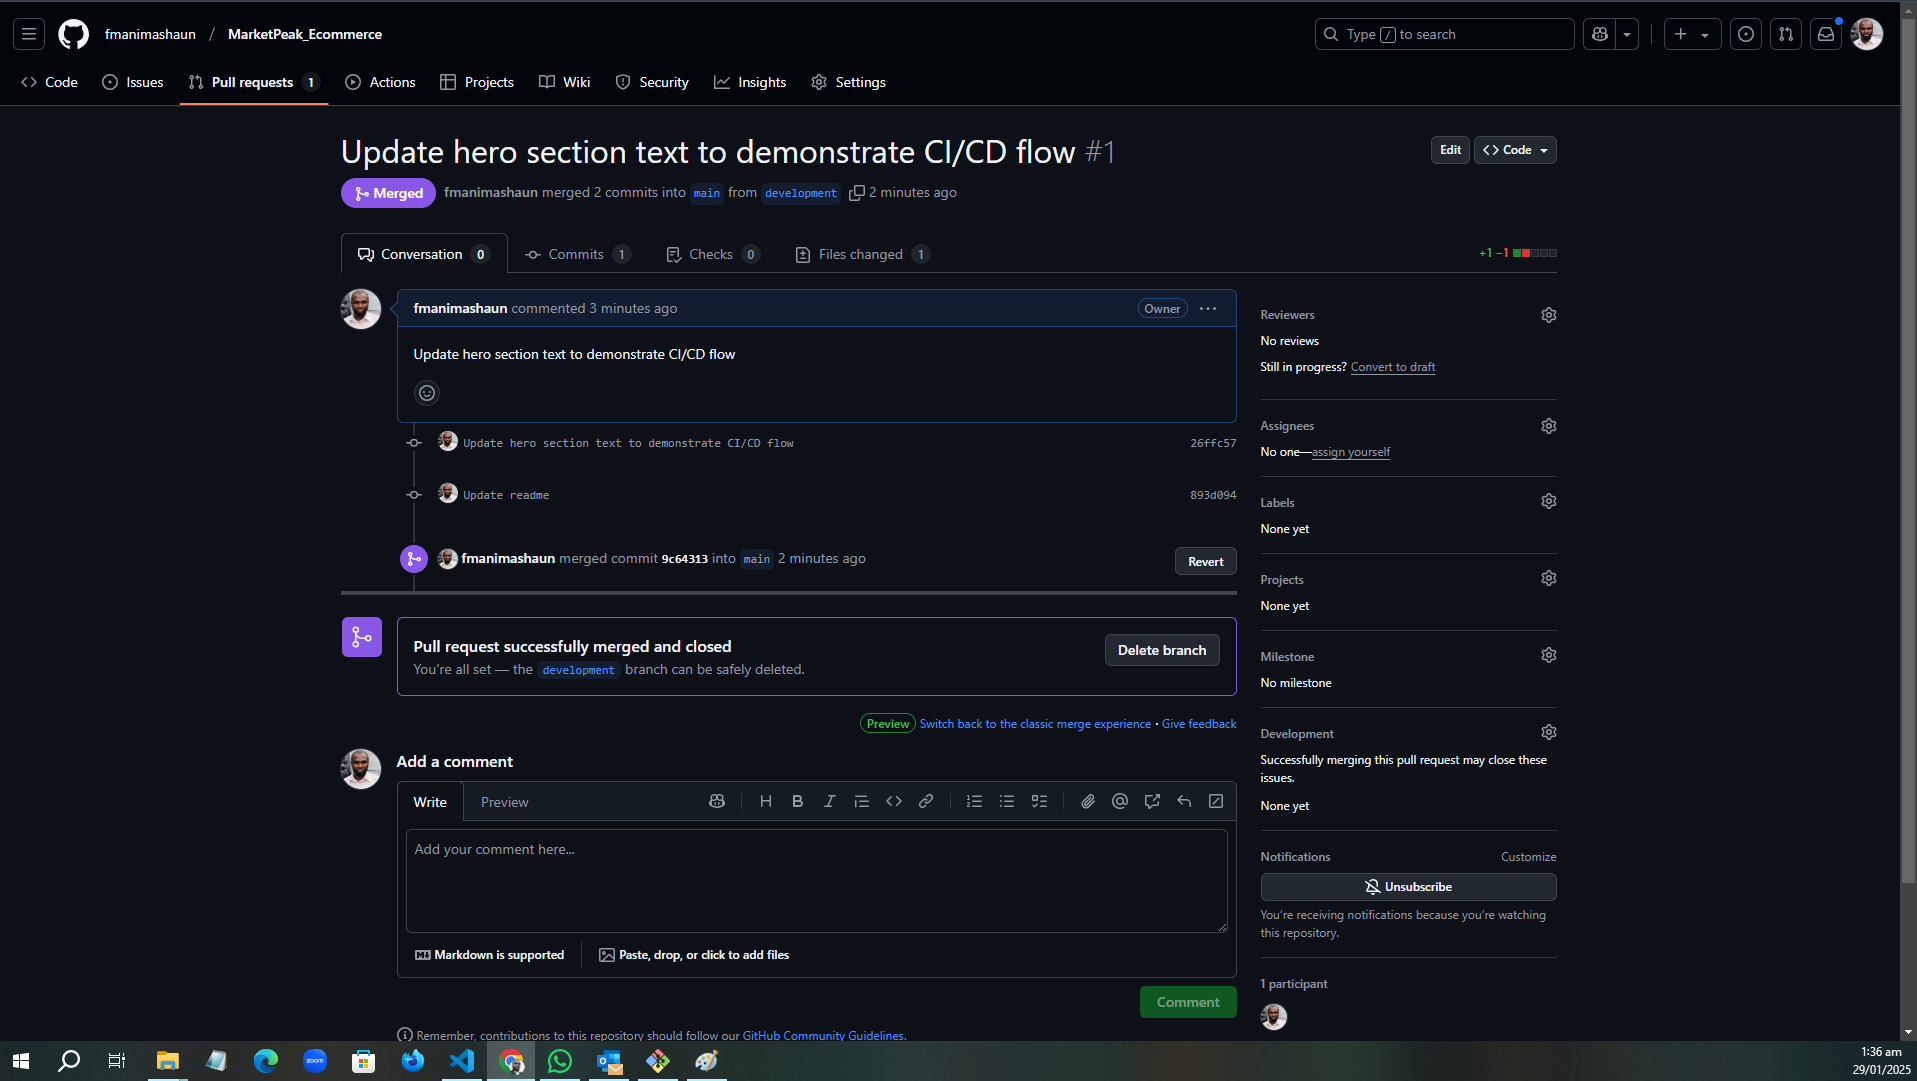 fmanimashaun / MarketPeak_Ecommerce
Type / to search
Code
Issues
Pull requests 1
Actions
Projects
Wiki
Security
Insights
Settings
Update hero section text to demonstrate CI/CD flow #1
Edit
<> Code
Merged
fmanimashaun merged 2 commits into main from development 2 minutes ago
Conversation 0
Commits 1
Checks 0
Files changed 1
+1 −1
fmanimashaun commented 3 minutes ago
Owner
Update hero section text to demonstrate CI/CD flow
Update hero section text to demonstrate CI/CD flow
26ffc57
Update readme
893d094
fmanimashaun merged commit 9c64313 into main 2 minutes ago
Revert
Pull request successfully merged and closed
You're all set — the development branch can be safely deleted.
Delete branch
Preview Switch back to the classic merge experience · Give feedback
Add a comment
Write
Preview
Add your comment here...
Markdown is supported
Paste, drop, or click to add files
Comment
Remember, contributions to this repository should follow our GitHub Community Guidelines.
Reviewers
No reviews
Still in progress? Convert to draft
Assignees
No one—assign yourself
Labels
None yet
Projects
None yet
Milestone
No milestone
Development
Successfully merging this pull request may close these
issues.
None yet
Notifications
Customize
Unsubscribe
You're receiving notifications because you're watching
this repository.
1 participant
zoom
1:36 am
29/01/2025